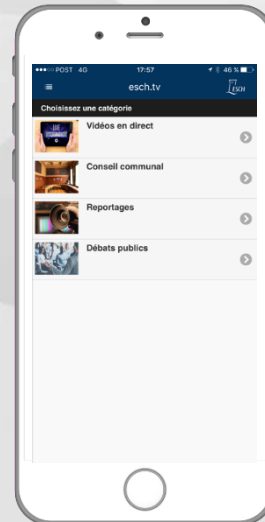 POST 4G 17:57 46 %
esch.tv ESCH
Choisissez une catégorie
Vidéos en direct
Conseil communal
Reportages
Débats publics